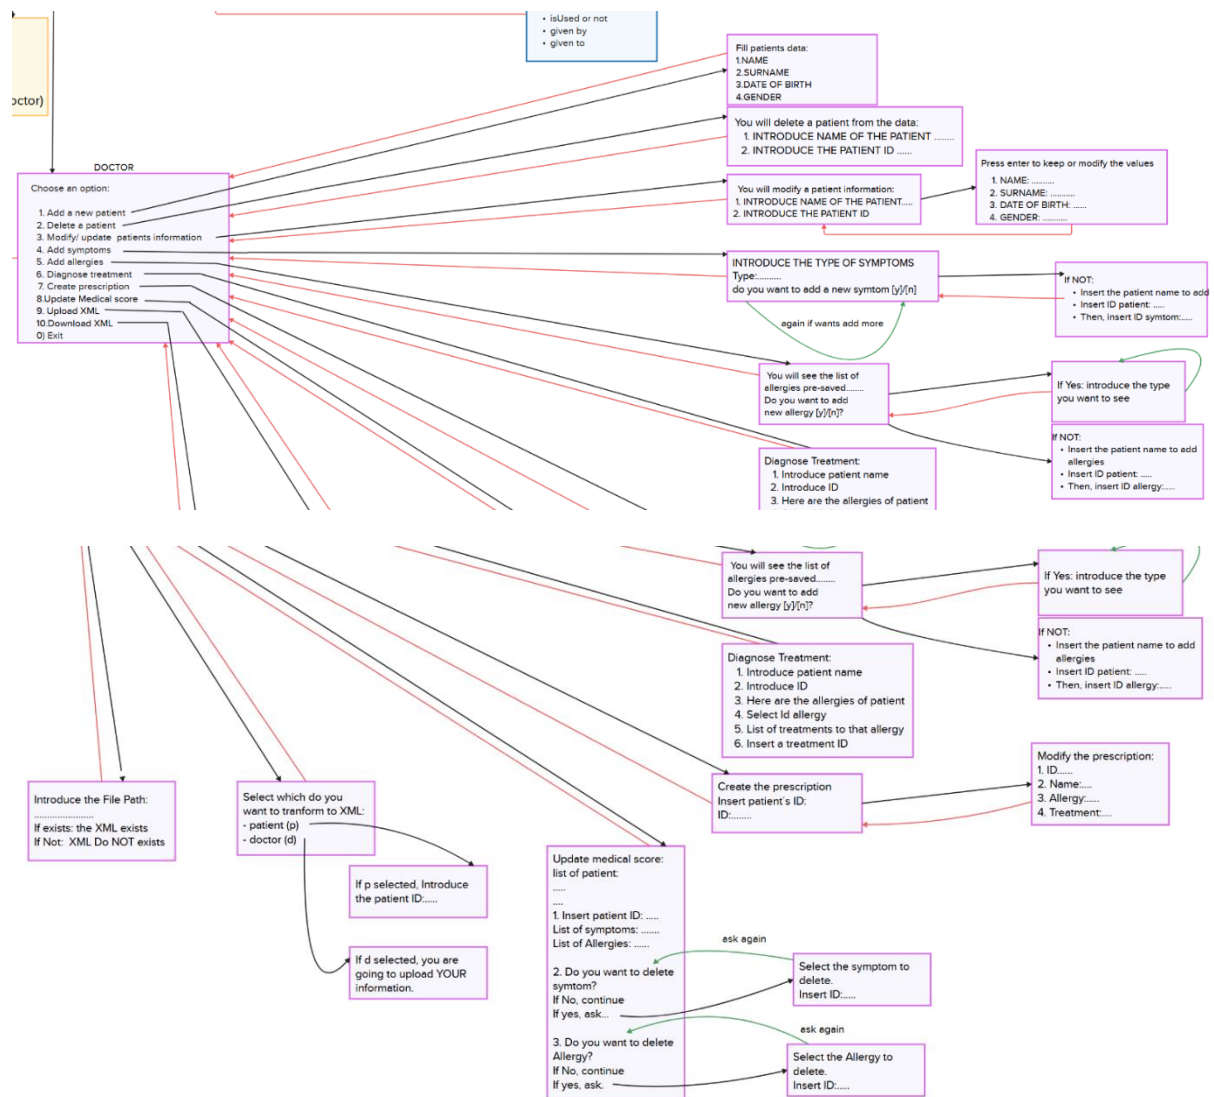 • isUsed or not
• given by
• given to
octor)
Fill patients data:
1.NAME
2.SURNAME
3.DATE OF BIRTH
4.GENDER
You will delete a patient from the data:
1. INTRODUCE NAME OF THE PATIENT ........
2. INTRODUCE THE PATIENT ID .....
Press enter to keep or modify the values
1. NAME: .........
2. SURNAME: ..........
3. DATE OF BIRTH: .....
4. GENDER: ..........
You will modify a patient information:
1. INTRODUCE NAME OF THE PATIENT....
2. INTRODUCE THE PATIENT ID
DOCTOR
Choose an option:
1. Add a new patient
2. Delete a patient
3. Modify/ update patients information
4. Add symptoms
5. Add allergies
6. Diagnose treatment
7. Create prescription
8.Update Medical score
9. Upload XML
10.Download XML
0) Exit
INTRODUCE THE TYPE OF SYMPTOMS
Type:..........
do you want to add a new symtom [y]/[n]
again if wants add more
If NOT:
• Insert the patient name to add
• Insert ID patient: .....
• Then, insert ID symtom:.....
You will see the list of
allergies pre-saved........
Do you want to add
new allergy [y]/[n]?
If Yes: introduce the type
you want to see
If NOT:
• Insert the patient name to add
allergies
• Insert ID patient: .....
• Then, insert ID allergy:.....
Diagnose Treatment:
1. Introduce patient name
2. Introduce ID
3. Here are the allergies of patient
You will see the list of
allergies pre-saved........
Do you want to add
new allergy [y]/[n]?
If Yes: introduce the type
you want to see
If NOT:
• Insert the patient name to add
allergies
• Insert ID patient: .....
• Then, insert ID allergy:.....
Diagnose Treatment:
1. Introduce patient name
2. Introduce ID
3. Here are the allergies of patient
4. Select Id allergy
5. List of treatments to that allergy
6. Insert a treatment ID
Create the prescription
Insert patient's ID:
ID:........
Modify the prescription:
1. ID......
2. Name:....
3. Allergy:.....
4. Treatment:....
Introduce the File Path:
......................
If exists: the XML exists
If Not: XML Do NOT exists
Select which do you
want to tranform to XML:
- patient (p)
- doctor (d)
If p selected, Introduce
the patient ID:.....
If d selected, you are
going to upload YOUR
information.
Update medical score:
list of patient:
.....
....
1. Insert patient ID: .....
List of symptoms: .......
List of Allergies: ......
2. Do you want to delete
symtom?
If No, continue
If yes, ask...
3. Do you want to delete
Allergy?
If No, continue
If yes, ask.
ask again
Select the symptom to
delete.
Insert ID:.....
ask again
Select the Allergy to
delete.
Insert ID:.....